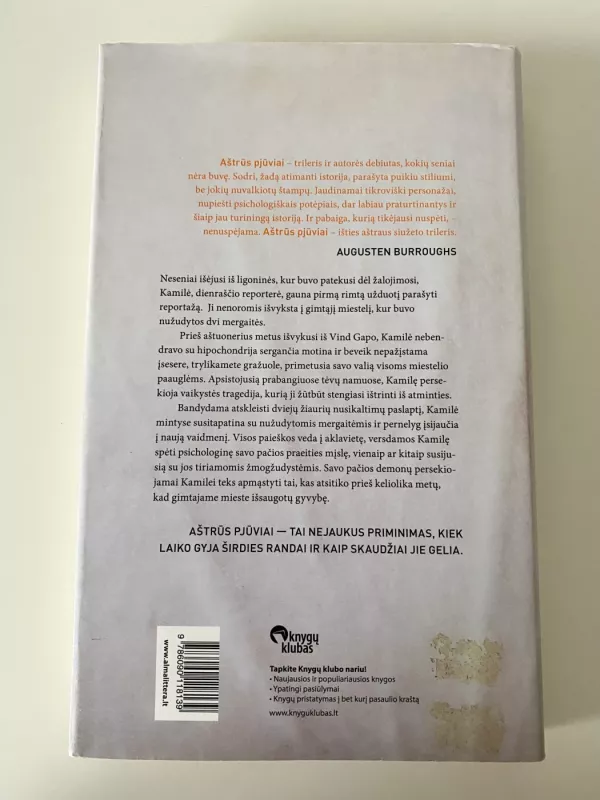 Aštrūs pjūviai – trileris ir autorės debiutas, kokių seniai
nėra buvę. Sodri, žadą atimanti istorija, parašyta puikiu stiliumi,
be jokių nuvalkiotų štampų. Jaudinamai tikroviški personažai,
nupiešti psichologiškais potėpiais, dar labiau praturtinantys ir
šiaip jau turiningą istoriją. Ir pabaiga, kurią tikėjausi nuspėti, –
nenuspėjama. Aštrūs pjūviai – išties aštraus siužeto trileris.
AUGUSTEN BURROUGHS
Neseniai išėjusi iš ligoninės, kur buvo patekusi dėl žalojimosi,
Kamilė, dienraščio reporterė, gauna pirmą rimtą užduotį parašyti
reportažą. Ji nenoromis išvyksta į gimtąjį miestelį, kur buvo
nužudytos dvi mergaitės.
Prieš aštuonerius metus išvykusi iš Vind Gapo, Kamilė neben-
dravo su hipochondrija sergančia motina ir beveik nepažįstama
įsesere, trylikamete gražuole, primetusia savo valią visoms miestelio
paauglėms. Apsistojusią prabangiuose tėvų namuose, Kamilę perse-
kioja vaikystės tragedija, kurią ji žūtbūt stengiasi ištrinti iš atminties.
Bandydama atskleisti dviejų žiaurių nusikaltimų paslaptį, Kamilė
mintyse susitapatina su nužudytomis mergaitėmis ir pernelyg įsijaučia
į naują vaidmenį. Visos paieškos veda į aklavietę, versdamos Kamilę
spėti psichologinę savo pačios praeities mįslę, vienaip ar kitaip susiju-
sią su jos tiriamomis žmogžudystėmis. Savo pačios demonų persekio-
jamai Kamilei teks apmąstyti tai, kas atsitiko prieš keliolika metų,
kad gimtajame mieste išsaugotų gyvybę.
AŠTRŪS PJŪVIAI — TAI NEJAUKUS PRIMINIMAS, KIEK
LAIKO GYJA ŠIRDIES RANDAI IR KAIP SKAUDŽIAI JIE GELIA.
www.almalittera.lt
9 786090 118139
knygų
klubas
Tapkite Knygų klubo nariu!
• Naujausios ir populiariausios knygos
• Ypatingi pasiūlymai
• Knygų pristatymas į bet kurį pasaulio kraštą
www.knyguklubas.lt